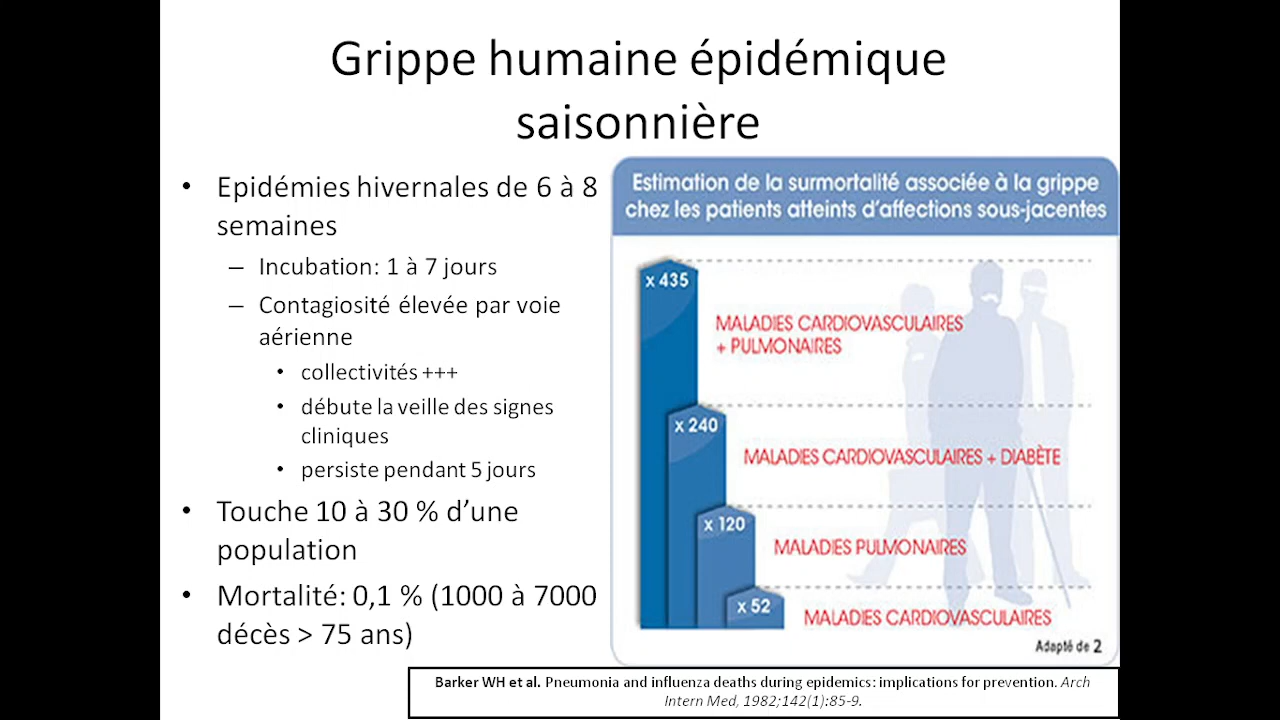 Grippe humaine épidémique
saisonnière
• Epidémies hivernales de 6 à 8
semaines
– Incubation: 1 à 7 jours
– Contagiosité élevée par voie
aérienne
• collectivités +++
• débute la veille des signes
cliniques
• persiste pendant 5 jours
• Touche 10 à 30 % d’une
population
• Mortalité: 0,1 % (1000 à 7000
décès > 75 ans)
Estimation de la surmortalité associée à la grippe
chez les patients atteints d’affections sous-jacentes
x 435
MALADIES CARDIOVASCULAIRES
+ PULMONAIRES
x 240
MALADIES CARDIOVASCULAIRES + DIABÈTE
x 120
MALADIES PULMONAIRES
x 52
MALADIES CARDIOVASCULAIRES
Adapté de 2
Barker WH et al. Pneumonia and influenza deaths during epidemics: implications for prevention. Arch
Intern Med, 1982;142(1):85-9.